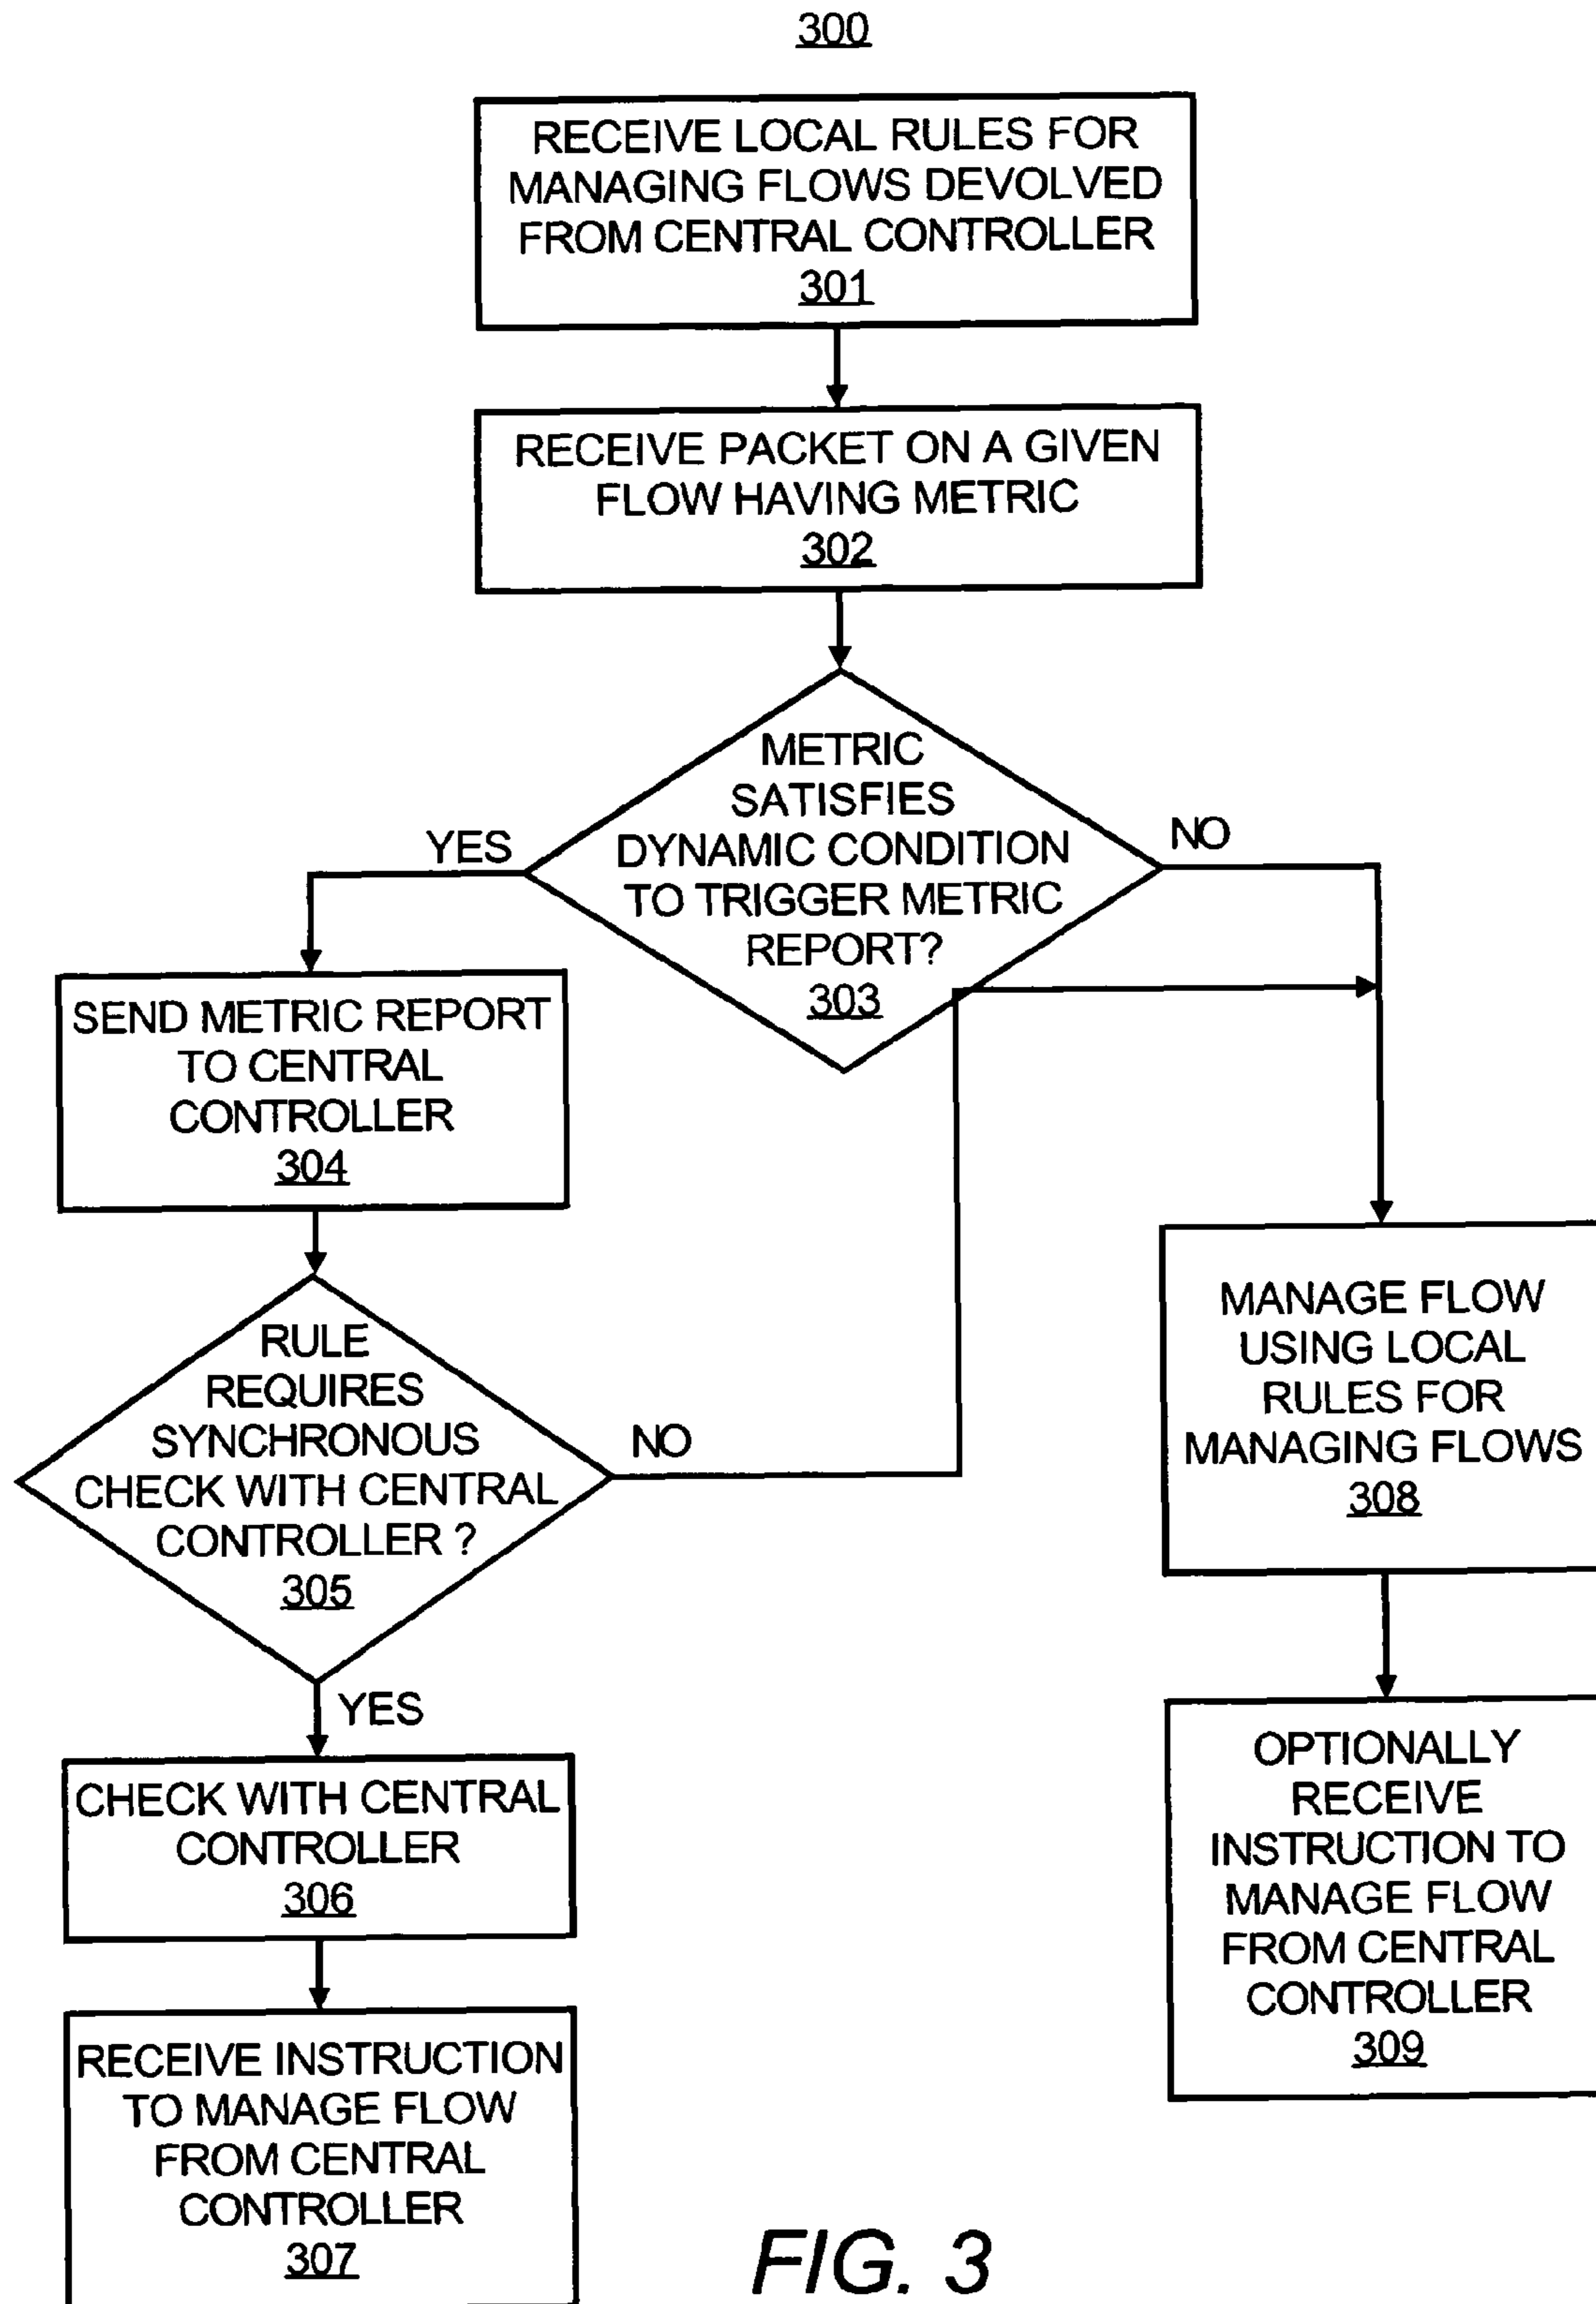 300
RECEIVE LOCAL RULES FOR
MANAGING FLOWS DEVOLVED
FROM CENTRAL CONTROLLER
301
RECEIVE PACKET ON A GIVEN
FLOW HAVING METRIC
302
METRIC
SATISFIES
DYNAMIC CONDITION
TO TRIGGER METRIC
REPORT?
303
YES
NO
SEND METRIC REPORT
TO CENTRAL
CONTROLLER
304
RULE
REQUIRES
SYNCHRONOUS
CHECK WITH CENTRAL
CONTROLLER ?
305
NO
YES
CHECK WITH CENTRAL
CONTROLLER
306
RECEIVE INSTRUCTION
TO MANAGE FLOW
FROM CENTRAL
CONTROLLER
307
MANAGE FLOW
USING LOCAL
RULES FOR
MANAGING FLOWS
308
OPTIONALLY
RECEIVE
INSTRUCTION TO
MANAGE FLOW
FROM CENTRAL
CONTROLLER
309
FIG. 3